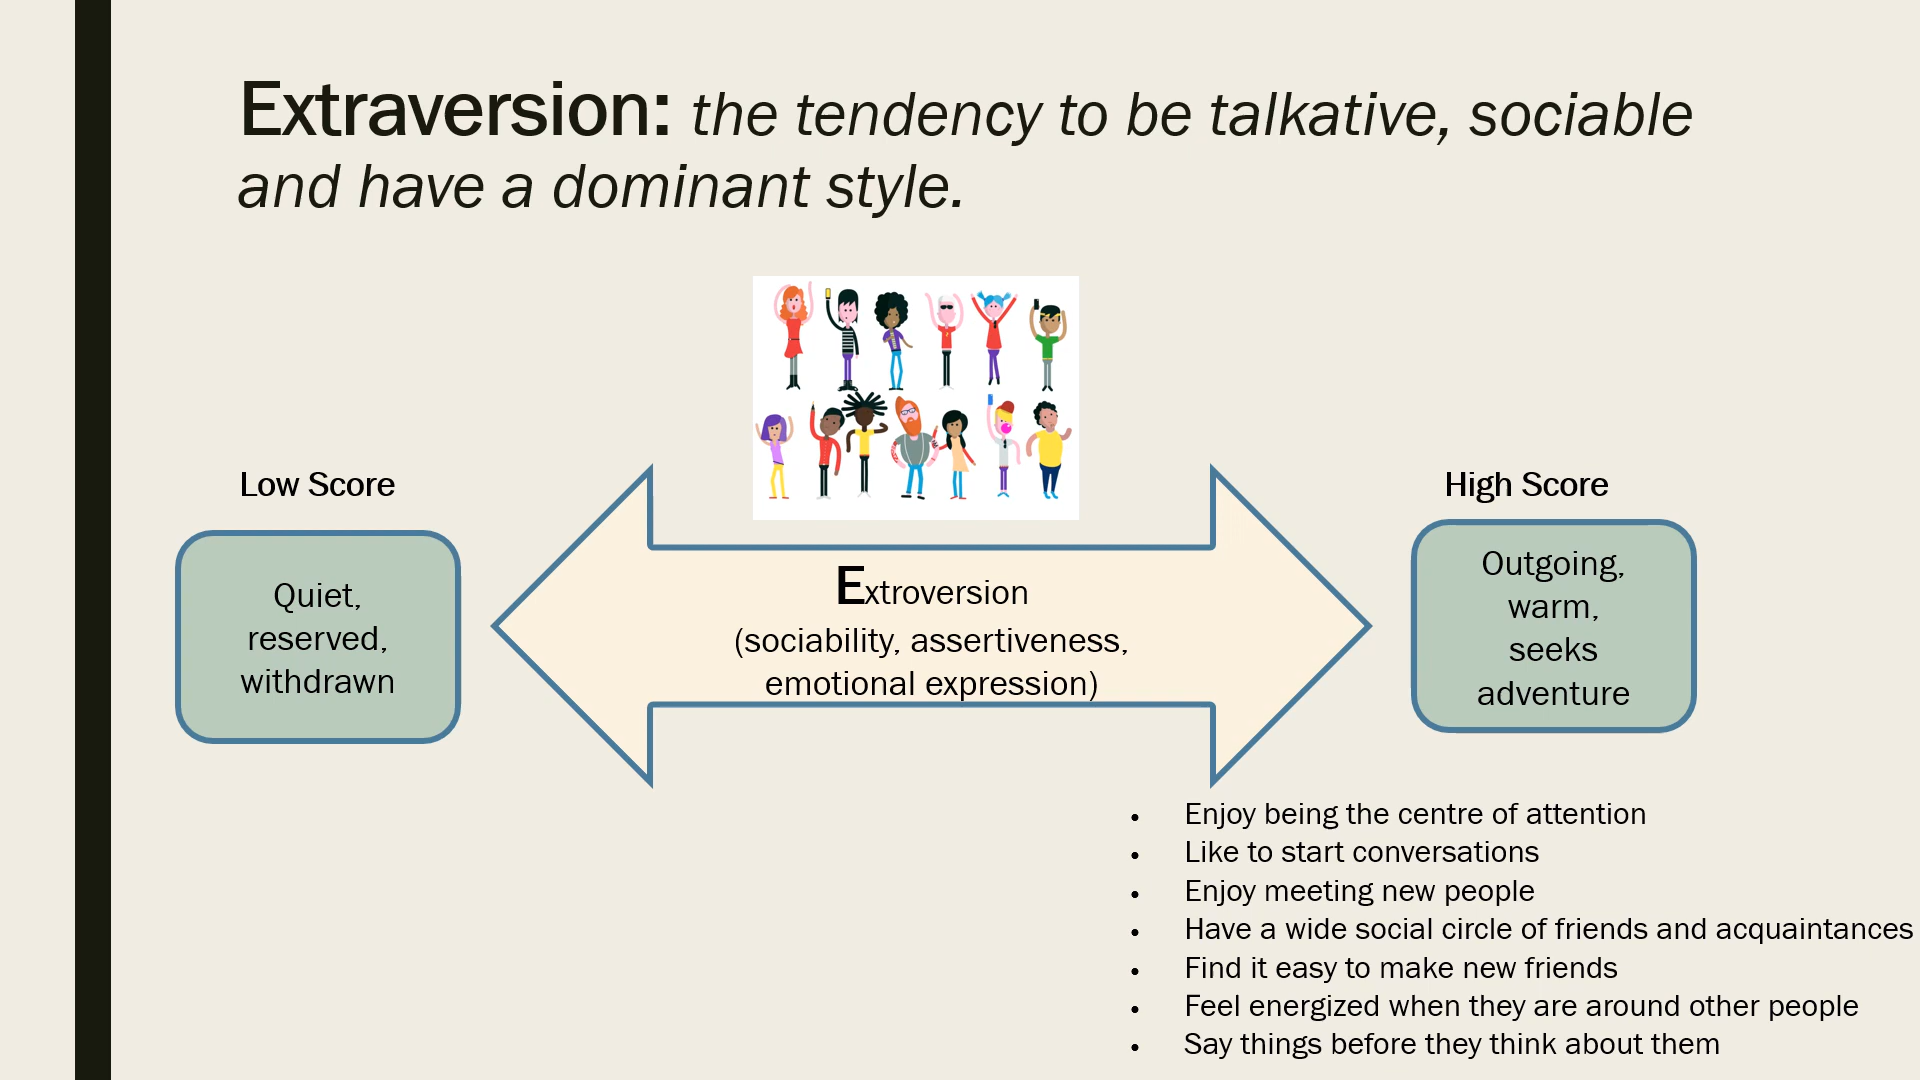 Extraversion: the tendency to be talkative, sociable
and have a dominant style.
Low Score
Quiet,
reserved,
withdrawn
Extroversion
(sociability, assertiveness,
emotional expression)
High Score
Outgoing,
warm,
seeks
adventure
• Enjoy being the centre of attention
• Like to start conversations
• Enjoy meeting new people
• Have a wide social circle of friends and acquaintances
• Find it easy to make new friends
• Feel energized when they are around other people
• Say things before they think about them